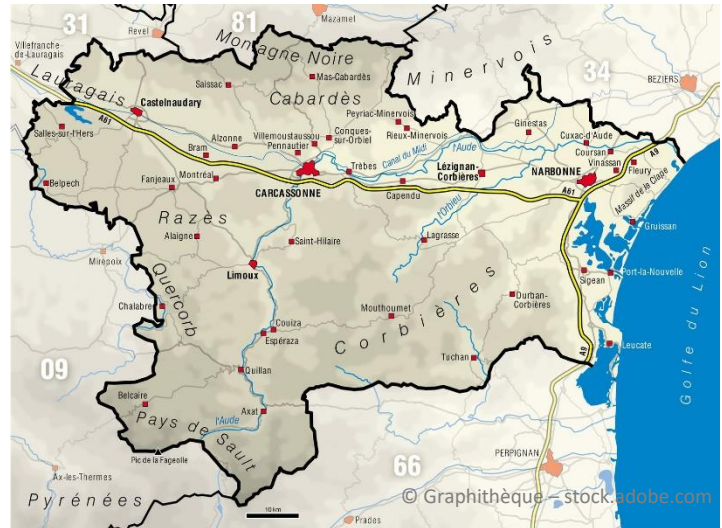 31
81
Mazamet
Revel
Villefranche-
de-Lauragais
Montagne Noire
Minervois
34
BEZIERS
Lauragais
Saissac
Mas-Cabardès
Cabardès
Castelnaudary
A61
Salles-sur-l'Hers
Peyriac-Minervois
Rieux-Minervois
Ginestas
Alzonne
Villemoustaussou
Pennautier
Conques-
sur-Orbiel
Bram
Cuxac-d'Aude
Coursan
Vinassan
Fleury
A9
l'Aude
Canal du Midi
Trèbes
Lézignan-
Corbières
NARBONNE
A61
Belpech
Fanjeaux
Montréal
CARCASSONNE
Capendu
l'Orbieu
Massif de la Clape
Gruissan
Razès
Alaigne
Saint-Hilaire
Lagrasse
Mirepoix
Limoux
Quercorb
Sigean
Port-la-Nouvelle
Chalabre
Mouthoumet
Durban-
Corbières
Corbières
Couiza
Espéraza
Leucate
Tuchan
A9
Golfe du Lion
09
Quillan
Belcaire
Axat
l'Aude
Pays de Sault
Pic de la Fageolle
66
PERPIGNAN
Ax-les-Thermes
Pyrénées
10 km
Prades
© Graphithèque – stock.adobe.com